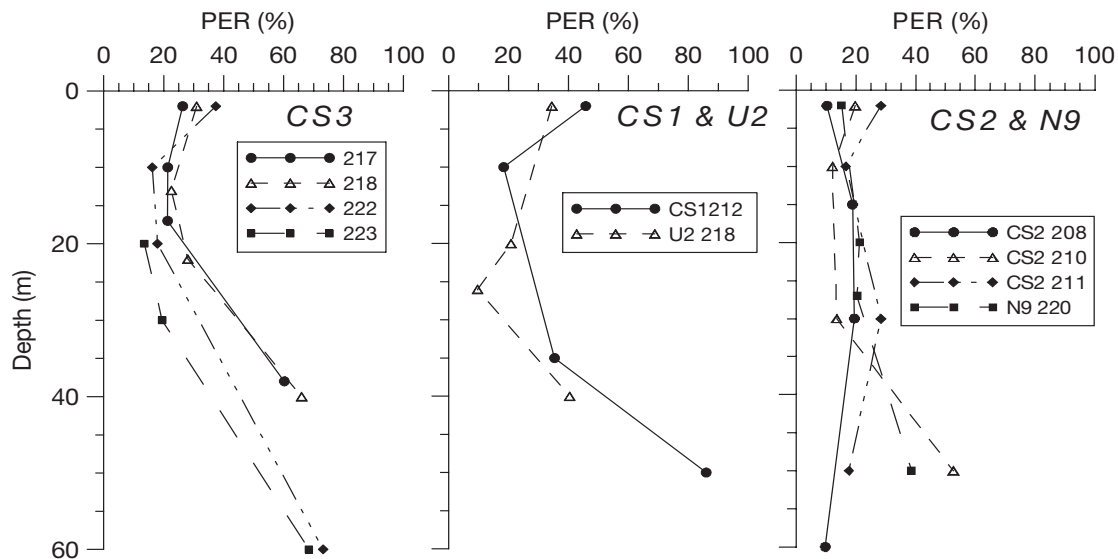 PER (%) PER (%) PER (%)
0 20 40 60 80 100 0 20 40 60 80 100 0 20 40 60 80 100
0
20
40
60
Depth (m)
CS3
217
218
222
223
CS1 & U2
CS1212
U2 218
CS2 & N9
CS2 208
CS2 210
CS2 211
N9 220